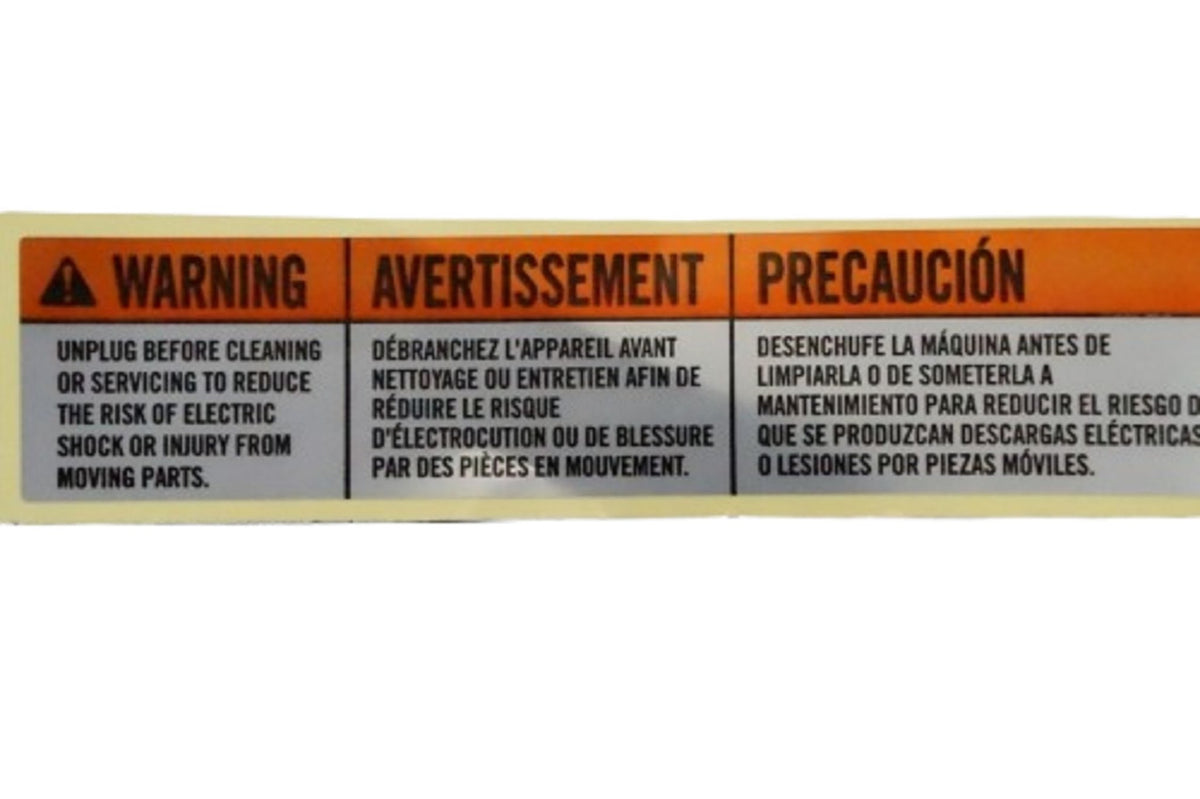 WARNING
UNPLUG BEFORE CLEANING
OR SERVICING TO REDUCE
THE RISK OF ELECTRIC
SHOCK OR INJURY FROM
MOVING PARTS.
AVERTISSEMENT
DÉBRANCHEZ L'APPAREIL AVANT
NETTOYAGE OU ENTRETIEN AFIN DE
RÉDUIRE LE RISQUE
D'ÉLECTROCUTION OU DE BLESSURE
PAR DES PIÈCES EN MOUVEMENT.
PRECAUCIÓN
DESENCHUFE LA MÁQUINA ANTES DE
LIMPIARLA O DE SOMETERLA A
MANTENIMIENTO PARA REDUCIR EL RIESGO
QUE SE PRODUZCAN DESCARGAS ELÉCTRICAS
O LESIONES POR PIEZAS MÓVILES.